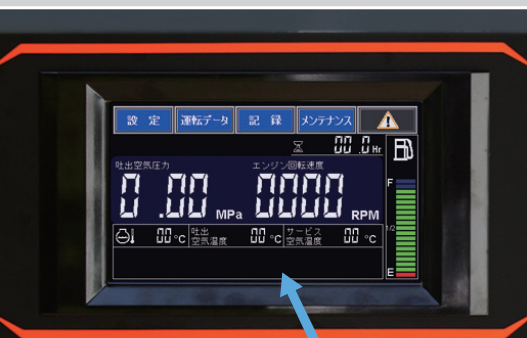 設 定 運転データ 記 録 メンテナンス
00.0 Hr
吐出空気圧力 エンジン回転速度
0.00 MPa 0000 RPM
F
1/2
E
00 °C 吐出空気温度 00 °C サービス空気温度 00 °C